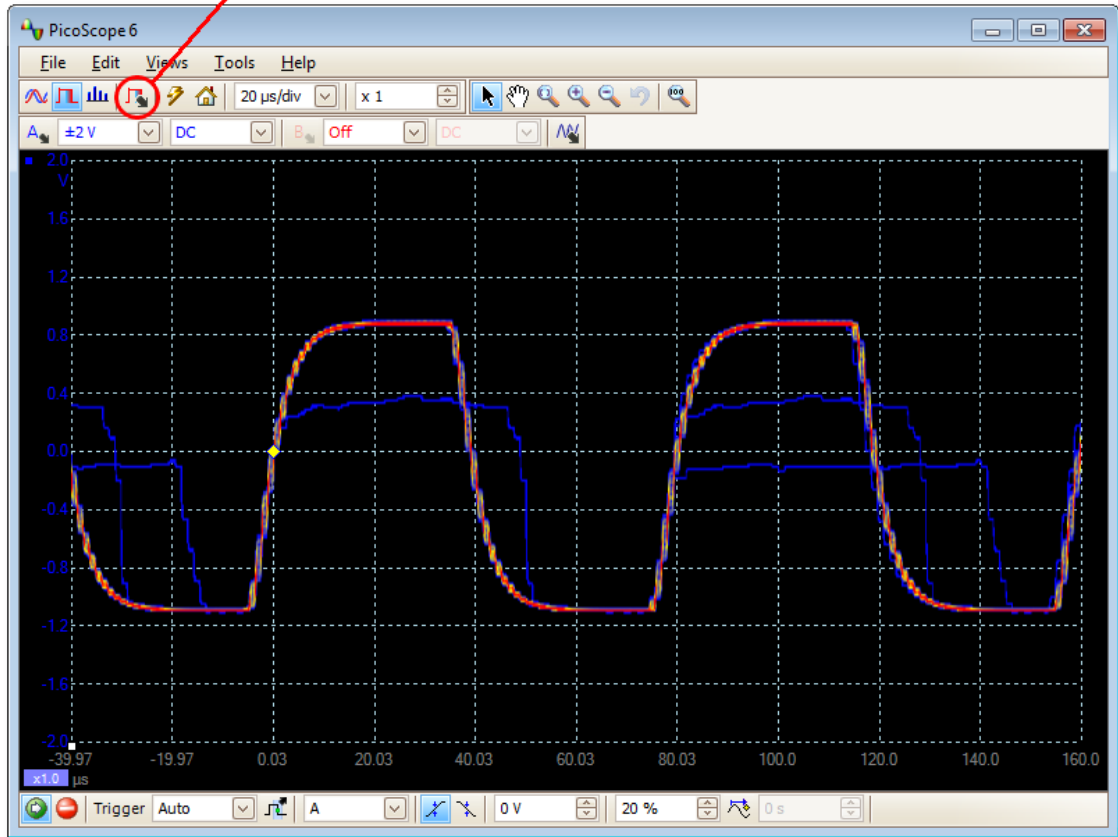 PicoScope 6
File Edit Views Tools Help
20 µs/div x 1
A ±2 V DC B Off DC
2.0
V
1.6
1.2
0.8
0.4
0.0
-0.4
-0.8
-1.2
-1.6
-2.0
-39.97 -19.97 0.03 20.03 40.03 60.03 80.03 100.0 120.0 140.0 160.0
x1.0 µs
Trigger Auto A 0 V 20 % 0 s